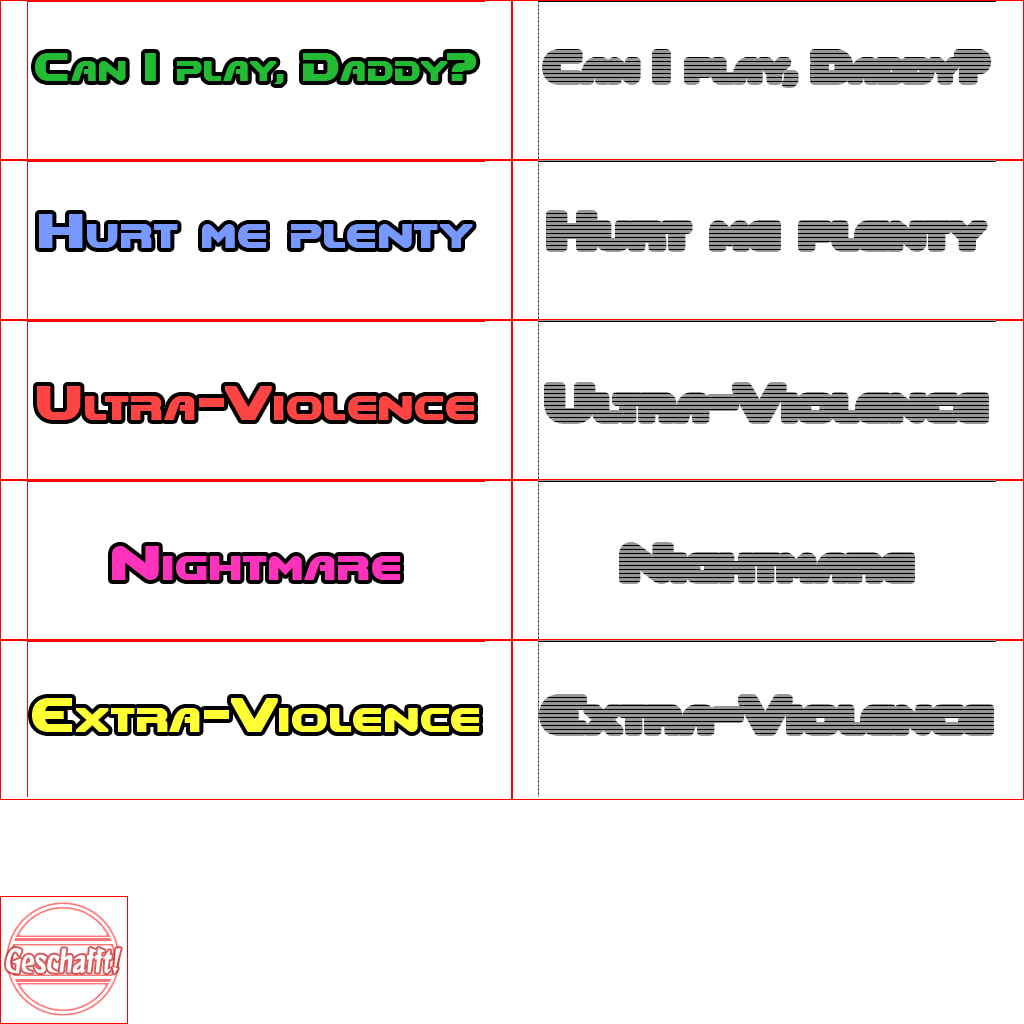 Can I play, Daddy? Can I play, Daddy?
Hurt me plenty Hurt me plenty
Ultra-Violence Ultra-Violence
Nightmare Nightmare
Extra-Violence Extra-Violence
Geschafft!